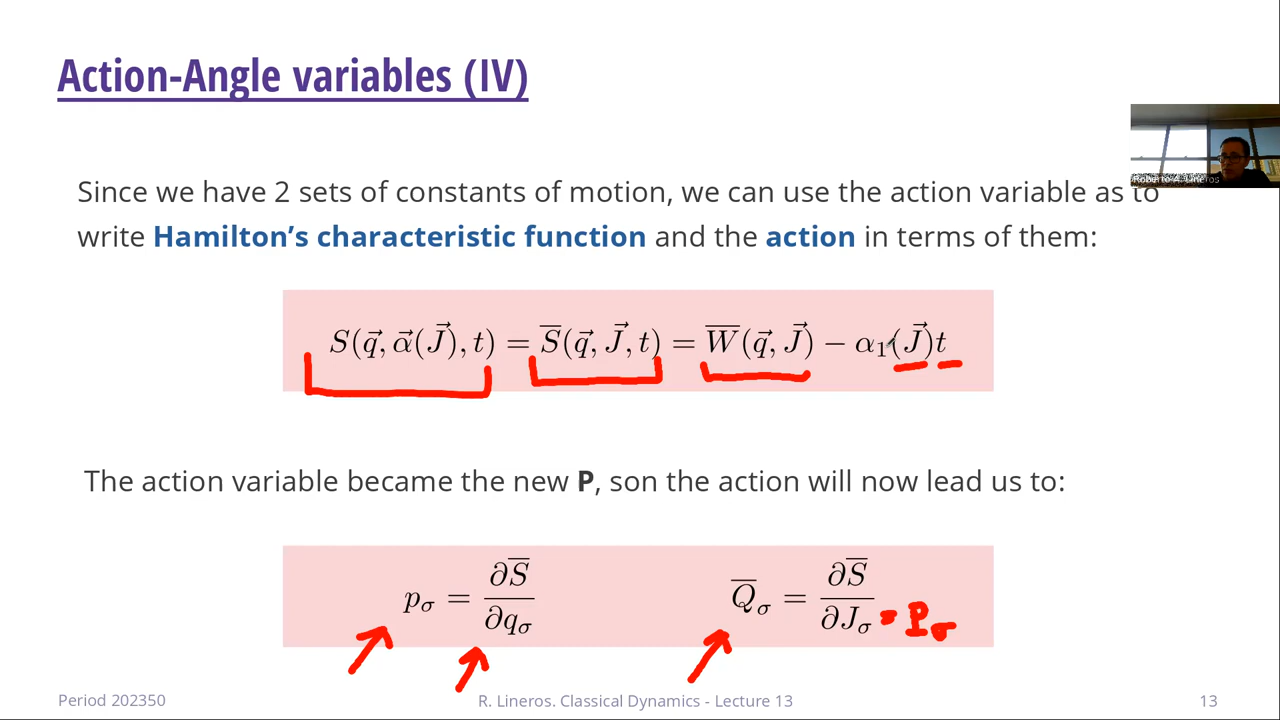 Action-Angle variables (IV)
Since we have 2 sets of constants of motion, we can use the action variable as to
write Hamilton's characteristic function and the action in terms of them:
S(q⃗, α⃗(J⃗), t) = S̅(q⃗, J⃗, t) = W̅(q⃗, J⃗) − α₁(J⃗)t
The action variable became the new P, son the action will now lead us to:
p_σ = ∂S̅/∂q_σ
Q̅_σ = ∂S̅/∂J_σ = P_σ
Period 202350
R. Lineros. Classical Dynamics - Lecture 13
13